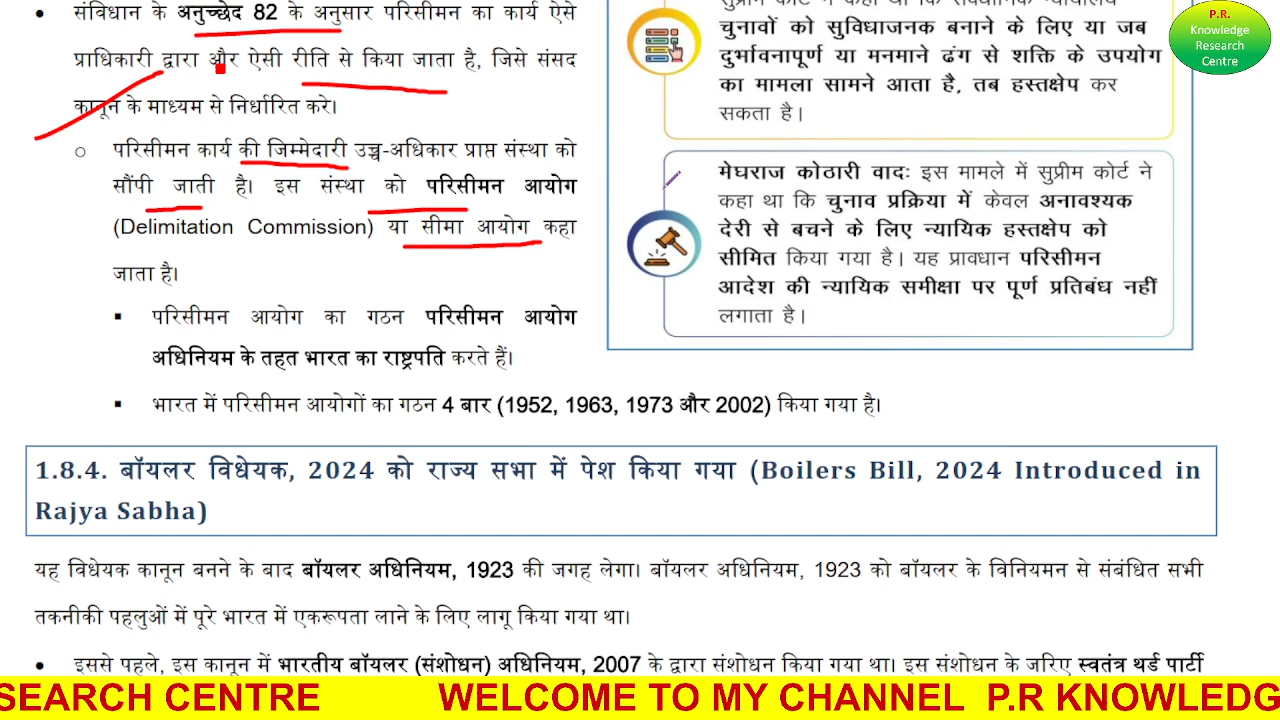 संविधान के अनुच्छेद 82 के अनुसार परिसीमन का कार्य ऐसे
प्राधिकारी द्वारा और ऐसी रीति से किया जाता है, जिसे संसद
कानून के माध्यम से निर्धारित करे।
परिसीमन कार्य की जिम्मेदारी उच्च-अधिकार प्राप्त संस्था को
सौंपी जाती है। इस संस्था को परिसीमन आयोग
(Delimitation Commission) या सीमा आयोग कहा
जाता है।
परिसीमन आयोग का गठन परिसीमन आयोग
अधिनियम के तहत भारत का राष्ट्रपति करते हैं।
भारत में परिसीमन आयोगों का गठन 4 बार (1952, 1963, 1973 और 2002) किया गया है।
सुप्रीम कोर्ट ने कहा था कि संवैधानिक न्यायालय
चुनावों को सुविधाजनक बनाने के लिए या जब
दुर्भावनापूर्ण या मनमाने ढंग से शक्ति के उपयोग
का मामला सामने आता है, तब हस्तक्षेप कर
सकता है।
मेघराज कोठारी वादः इस मामले में सुप्रीम कोर्ट ने
कहा था कि चुनाव प्रक्रिया में केवल अनावश्यक
देरी से बचने के लिए न्यायिक हस्तक्षेप को
सीमित किया गया है। यह प्रावधान परिसीमन
आदेश की न्यायिक समीक्षा पर पूर्ण प्रतिबंध नहीं
लगाता है।
P.R.
Knowledge
Research
Centre
1.8.4. बॉयलर विधेयक, 2024 को राज्य सभा में पेश किया गया (Boilers Bill, 2024 Introduced in
Rajya Sabha)
यह विधेयक कानून बनने के बाद बॉयलर अधिनियम, 1923 की जगह लेगा। बॉयलर अधिनियम, 1923 को बॉयलर के विनियमन से संबंधित सभी
तकनीकी पहलुओं में पूरे भारत में एकरूपता लाने के लिए लागू किया गया था।
इससे पहले, इस कानून में भारतीय बॉयलर (संशोधन) अधिनियम, 2007 के द्वारा संशोधन किया गया था। इस संशोधन के जरिए स्वतंत्र थर्ड पार्टी
SEARCH CENTRE WELCOME TO MY CHANNEL P.R KNOWLEDG